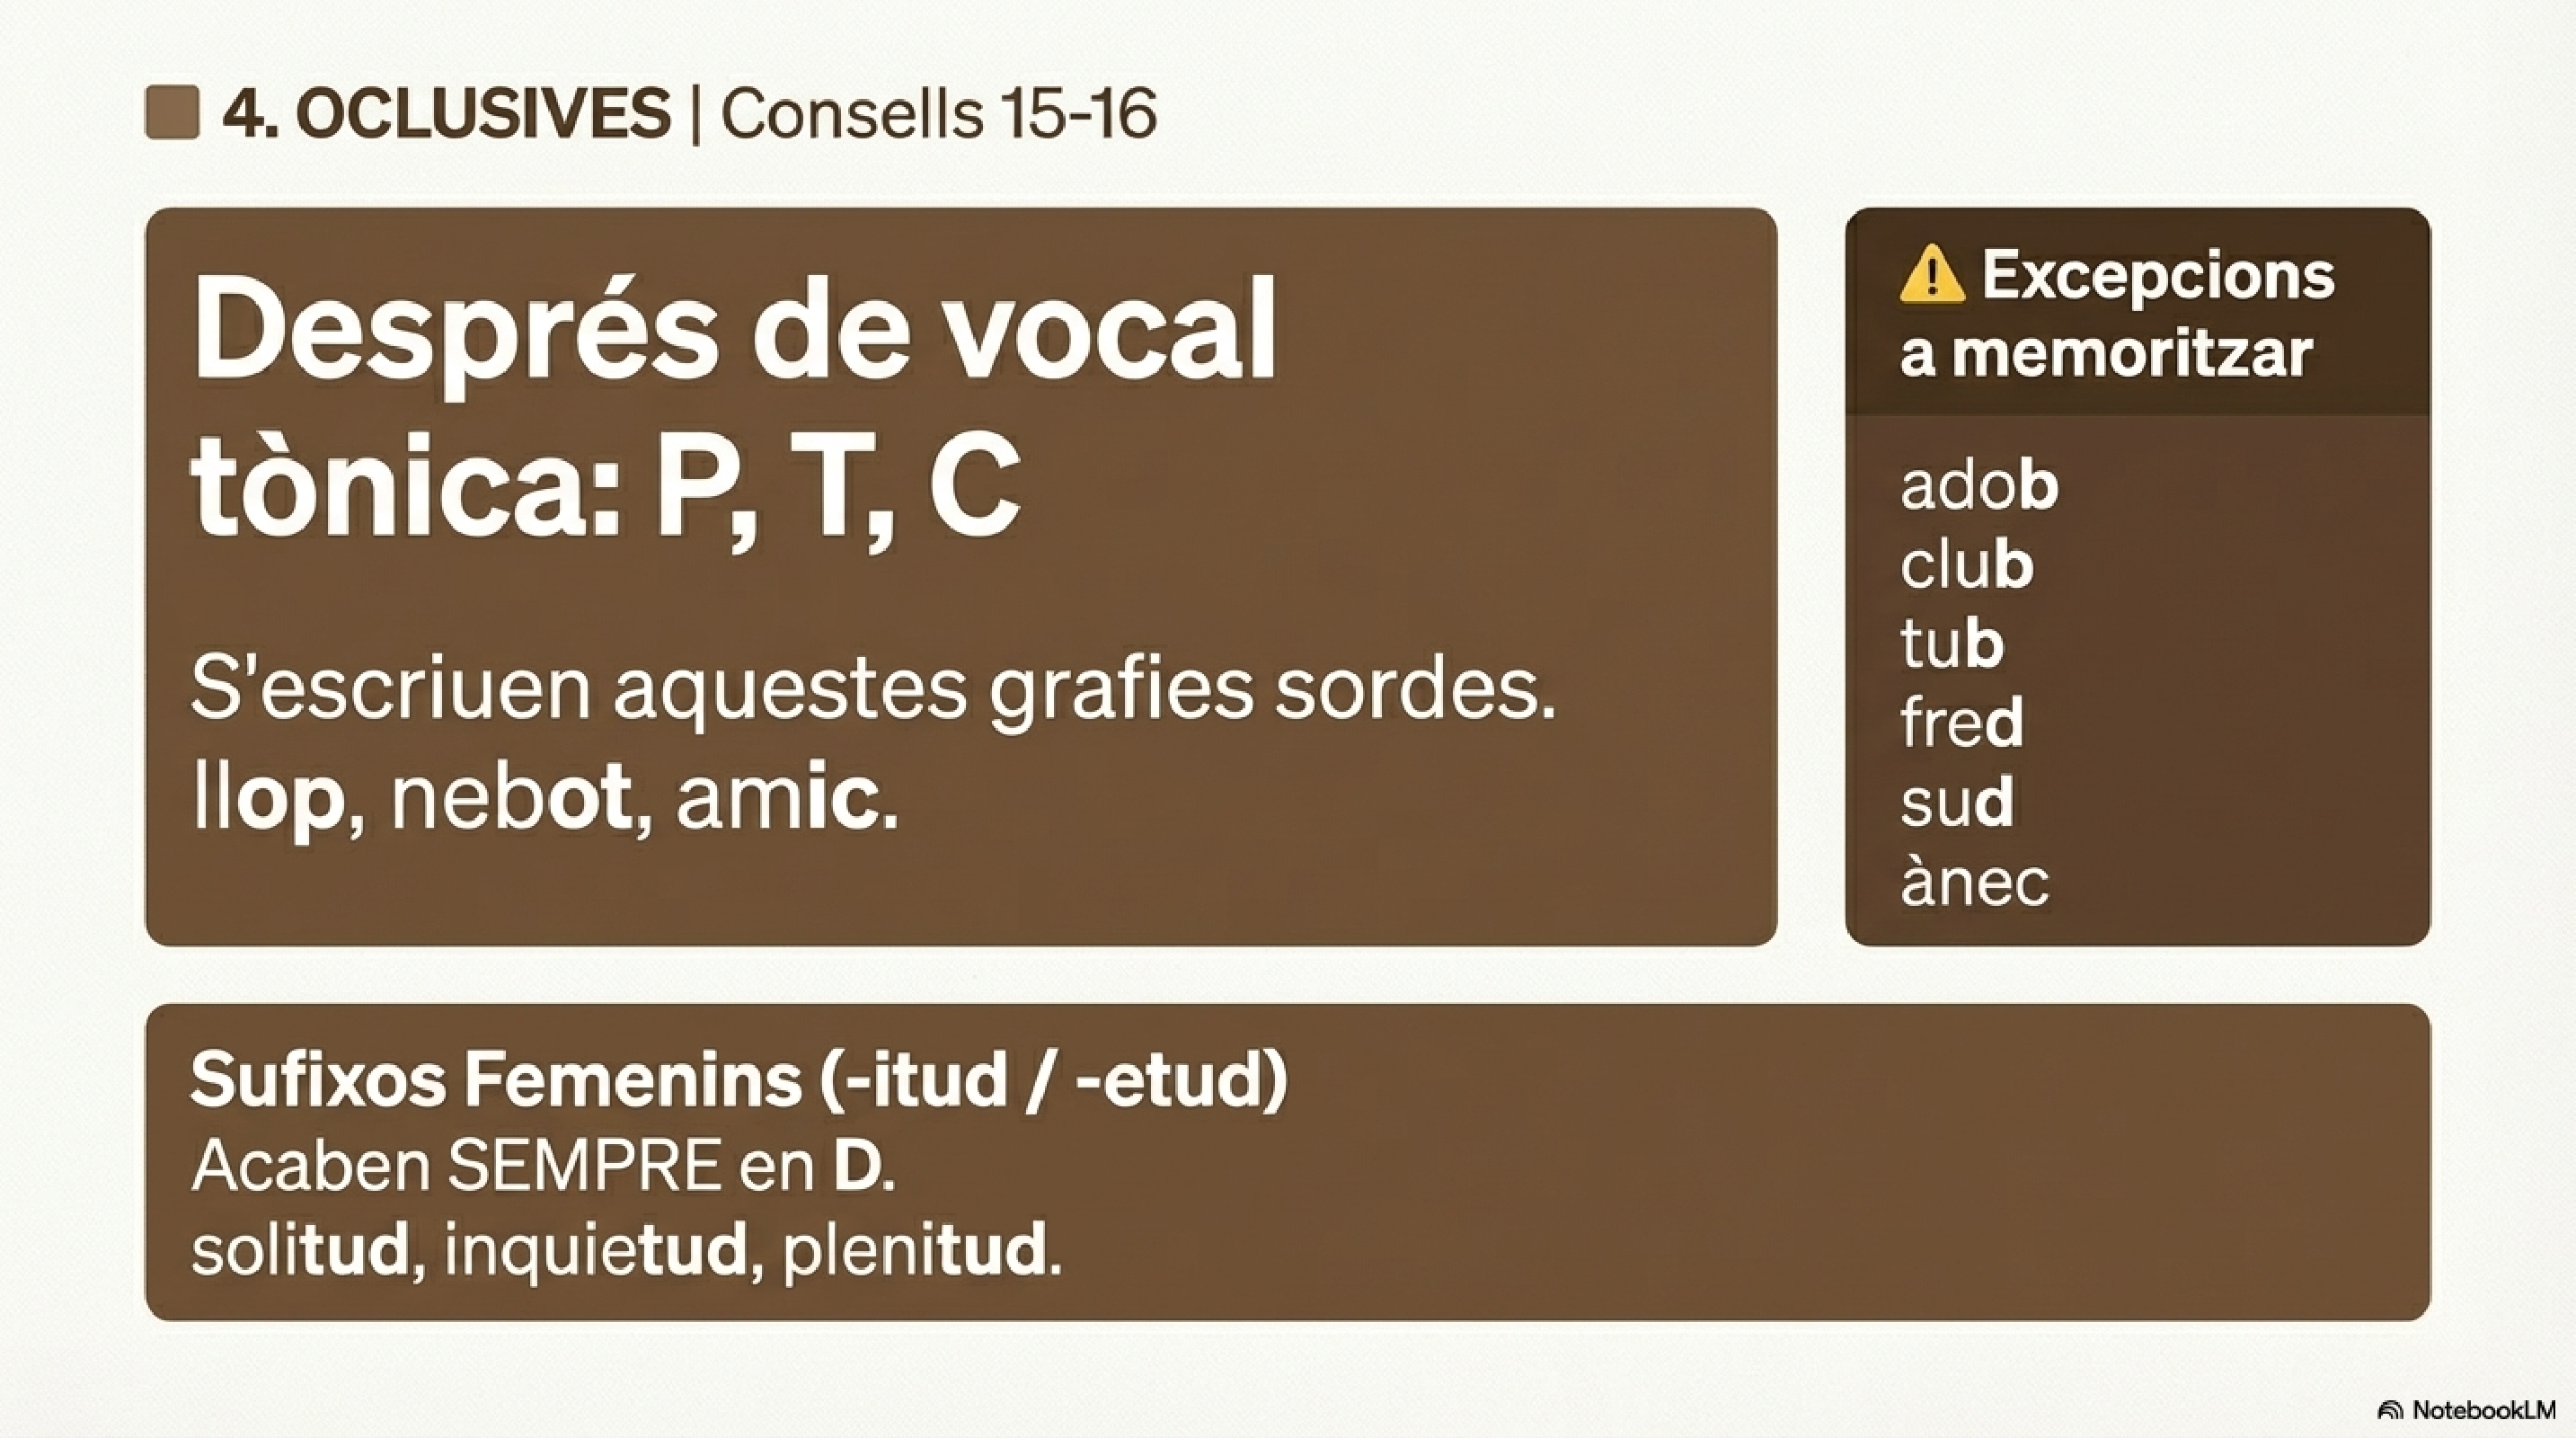 4. OCLUSIVES | Consells 15-16
Després de vocal
tònica: P, T, C
S'escriuen aquestes grafies sordes.
llop, nebot, amic.
⚠ Excepcions
a memoritzar
adob
club
tub
fred
sud
ànec
Sufixos Femenins (-itud / -etud)
Acaben SEMPRE en D.
solitud, inquietud, plenitud.
NotebookLM